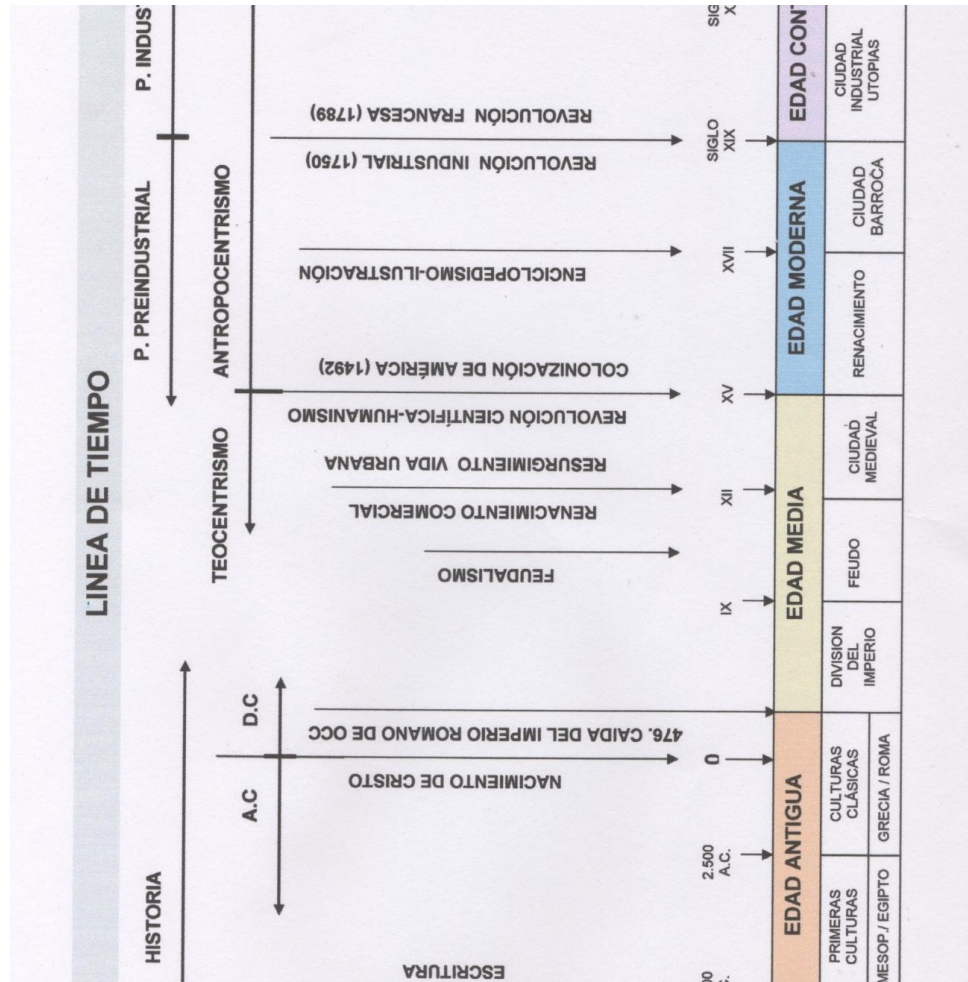 LINEA DE TIEMPO
HISTORIA
P. PREINDUSTRIAL
P. INDUS
TEOCENTRISMO
ANTROPOCENTRISMO
A.C
D.C
ESCRITURA
NACIMIENTO DE CRISTO
476. CAIDA DEL IMPERIO ROMANO DE OCC
FEUDALISMO
RENACIMIENTO COMERCIAL
RESURGIMIENTO VIDA URBANA
REVOLUCIÓN CIENTÍFICA-HUMANISMO
COLONIZACIÓN DE AMÉRICA (1492)
ENCICLOPEDISMO-ILUSTRACIÓN
REVOLUCIÓN INDUSTRIAL (1750)
REVOLUCIÓN FRANCESA (1789)
2.500
A.C.
0
IX
XII
XV
XVII
SIGLO
XIX
EDAD ANTIGUA
EDAD MEDIA
EDAD MODERNA
EDAD CON
PRIMERAS
CULTURAS
CULTURAS
CLÁSICAS
DIVISION
DEL
IMPERIO
FEUDO
CIUDAD
MEDIEVAL
RENACIMIENTO
CIUDAD
BARROCA
CIUDAD
INDUSTRIAL
UTOPIAS
MESOP./ EGIPTO
GRECIA / ROMA